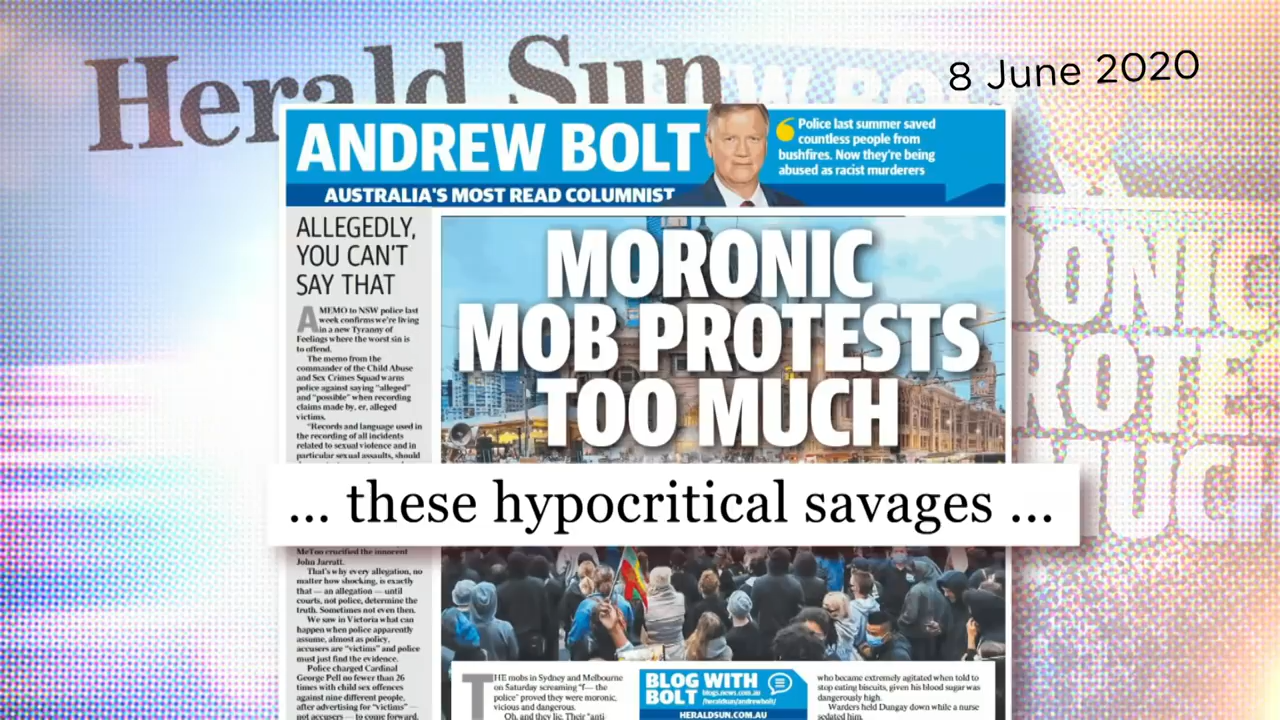 Herald Sun
8 June 2020
ANDREW BOLT
AUSTRALIA'S MOST READ COLUMNIST
Police last summer saved
countless people from
bushfires. Now they're being
abused as racist murderers
ALLEGEDLY,
YOU CAN'T
SAY THAT
A MEMO to NSW police last
week confirms we're living
in a new Tyranny of
Feelings where the worst sin is
to offend.
The memo from the
commander of the Child Abuse
and Sex Crimes Squad warns
police against saying "alleged"
and "possible" when recording
claims made by, er, alleged
victims.
"Records and language used in
the recording of all incidents
related to sexual violence and in
particular sexual assaults, should
MORONIC
MOB PROTESTS
TOO MUCH
... these hypocritical savages ...
MeToo crucified the innocent
John Jarratt.
That's why every allegation, no
matter how shocking, is exactly
that — an allegation — until
courts, not police, determine the
truth. Sometimes not even then.
We saw in Victoria what can
happen when police apparently
assume, almost as policy,
accusers are "victims" and police
must just find the evidence.
Police charged Cardinal
George Pell no fewer than 26
times with child sex offences
against nine different people,
after advertising for "victims" —
not accusers — to come forward.
THE mobs in Sydney and Melbourne
on Saturday screaming "f— the
police" proved they were moronic,
vicious and dangerous.
Oh, and they lie. Their "anti-
BLOG WITH
BOLT
blogs.news.com.au
/heraldsun/andrewbolt/
HERALDSUN.COM.AU
who became extremely agitated when told to
stop eating biscuits, given his blood sugar was
dangerously high.
Warders held Dungay down while a nurse
sedated him.